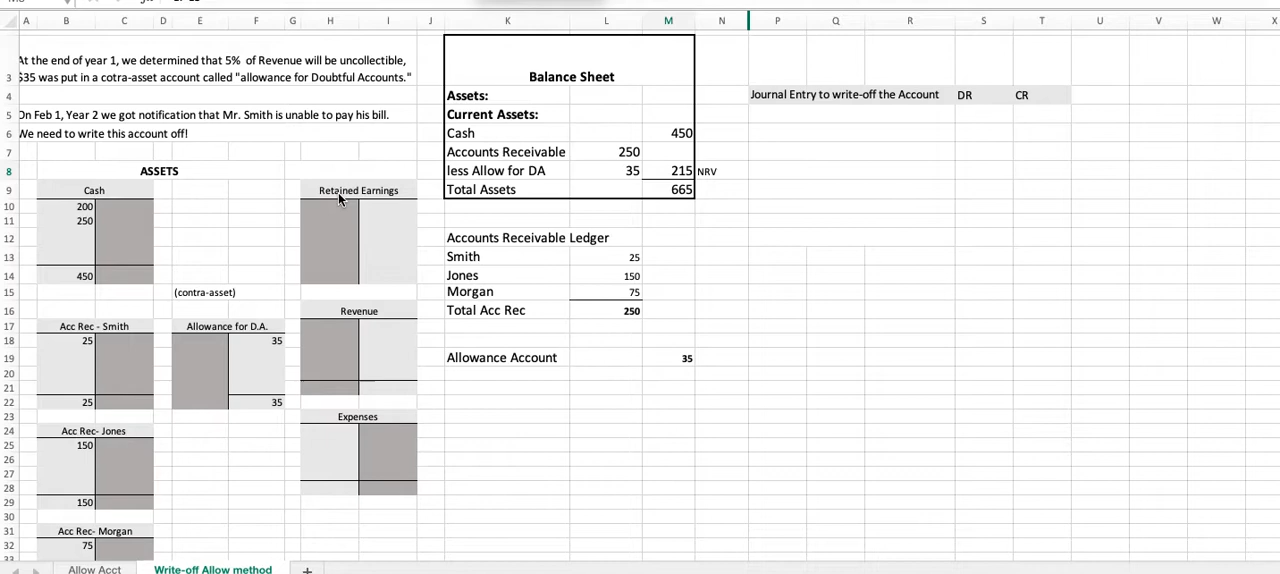 A B C D E F G H I J K L M N P Q R S T U V W X
At the end of year 1, we determined that 5% of Revenue will be uncollictible,
3 $35 was put in a cotra-asset account called "allowance for Doubtful Accounts." Balance Sheet
4 Assets: Journal Entry to write-off the Account DR CR
5 On Feb 1, Year 2 we got notification that Mr. Smith is unable to pay his bill. Current Assets:
6 We need to write this account off! Cash 450
7 Accounts Receivable 250
8 ASSETS less Allow for DA 35 215 NRV
9 Cash Retained Earnings Total Assets 665
10 200
11 250
12 Accounts Receivable Ledger
13 Smith 25
14 450 Jones 150
15 (contra-asset) Morgan 75
16 Revenue Total Acc Rec 250
17 Acc Rec - Smith Allowance for D.A.
18 25 35
19 Allowance Account 35
20
21
22 25 35
23 Expenses
24 Acc Rec- Jones
25 150
26
27
28
29 150
30
31 Acc Rec- Morgan
32 75
33
Allow Acct Write-off Allow method +